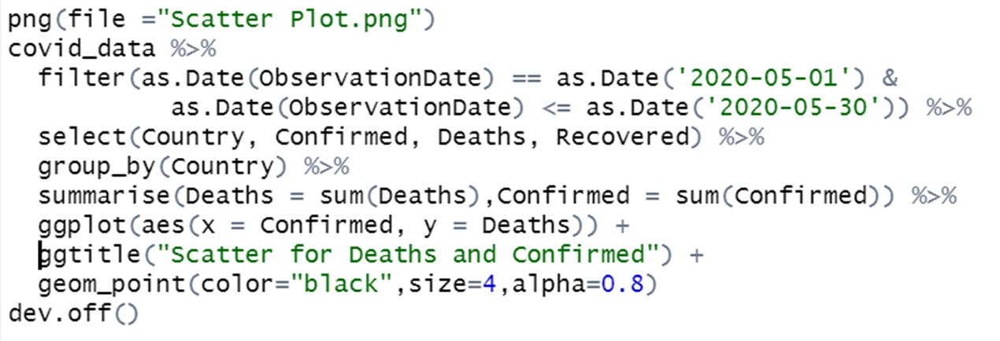 png(file ="Scatter Plot.png")
covid_data %>%
  filter(as.Date(ObservationDate) == as.Date('2020-05-01') &
           as.Date(ObservationDate) <= as.Date('2020-05-30')) %>%
  select(Country, Confirmed, Deaths, Recovered) %>%
  group_by(Country) %>%
  summarise(Deaths = sum(Deaths),Confirmed = sum(Confirmed)) %>%
  ggplot(aes(x = Confirmed, y = Deaths)) +
  ggtitle("Scatter for Deaths and Confirmed") +
  geom_point(color="black",size=4,alpha=0.8)
dev.off()